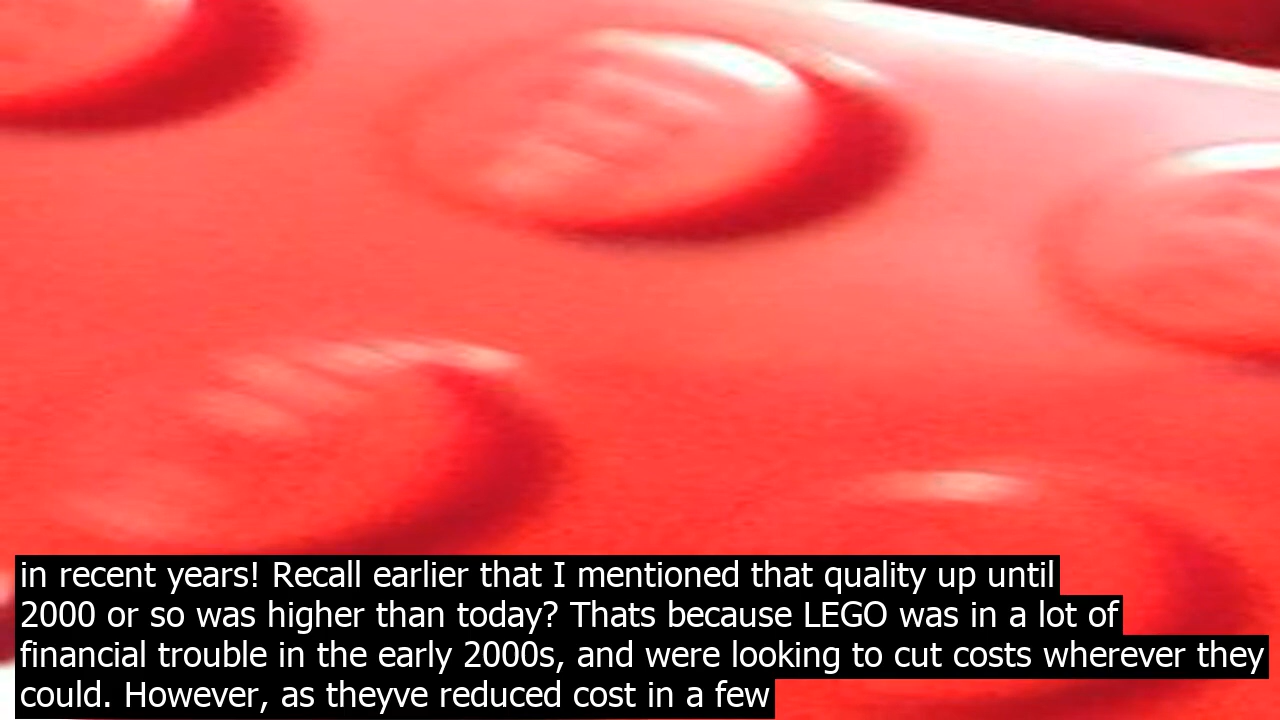 in recent years! Recall earlier that I mentioned that quality up until
2000 or so was higher than today? Thats because LEGO was in a lot of
financial trouble in the early 2000s, and were looking to cut costs wherever they
could. However, as theyve reduced cost in a few